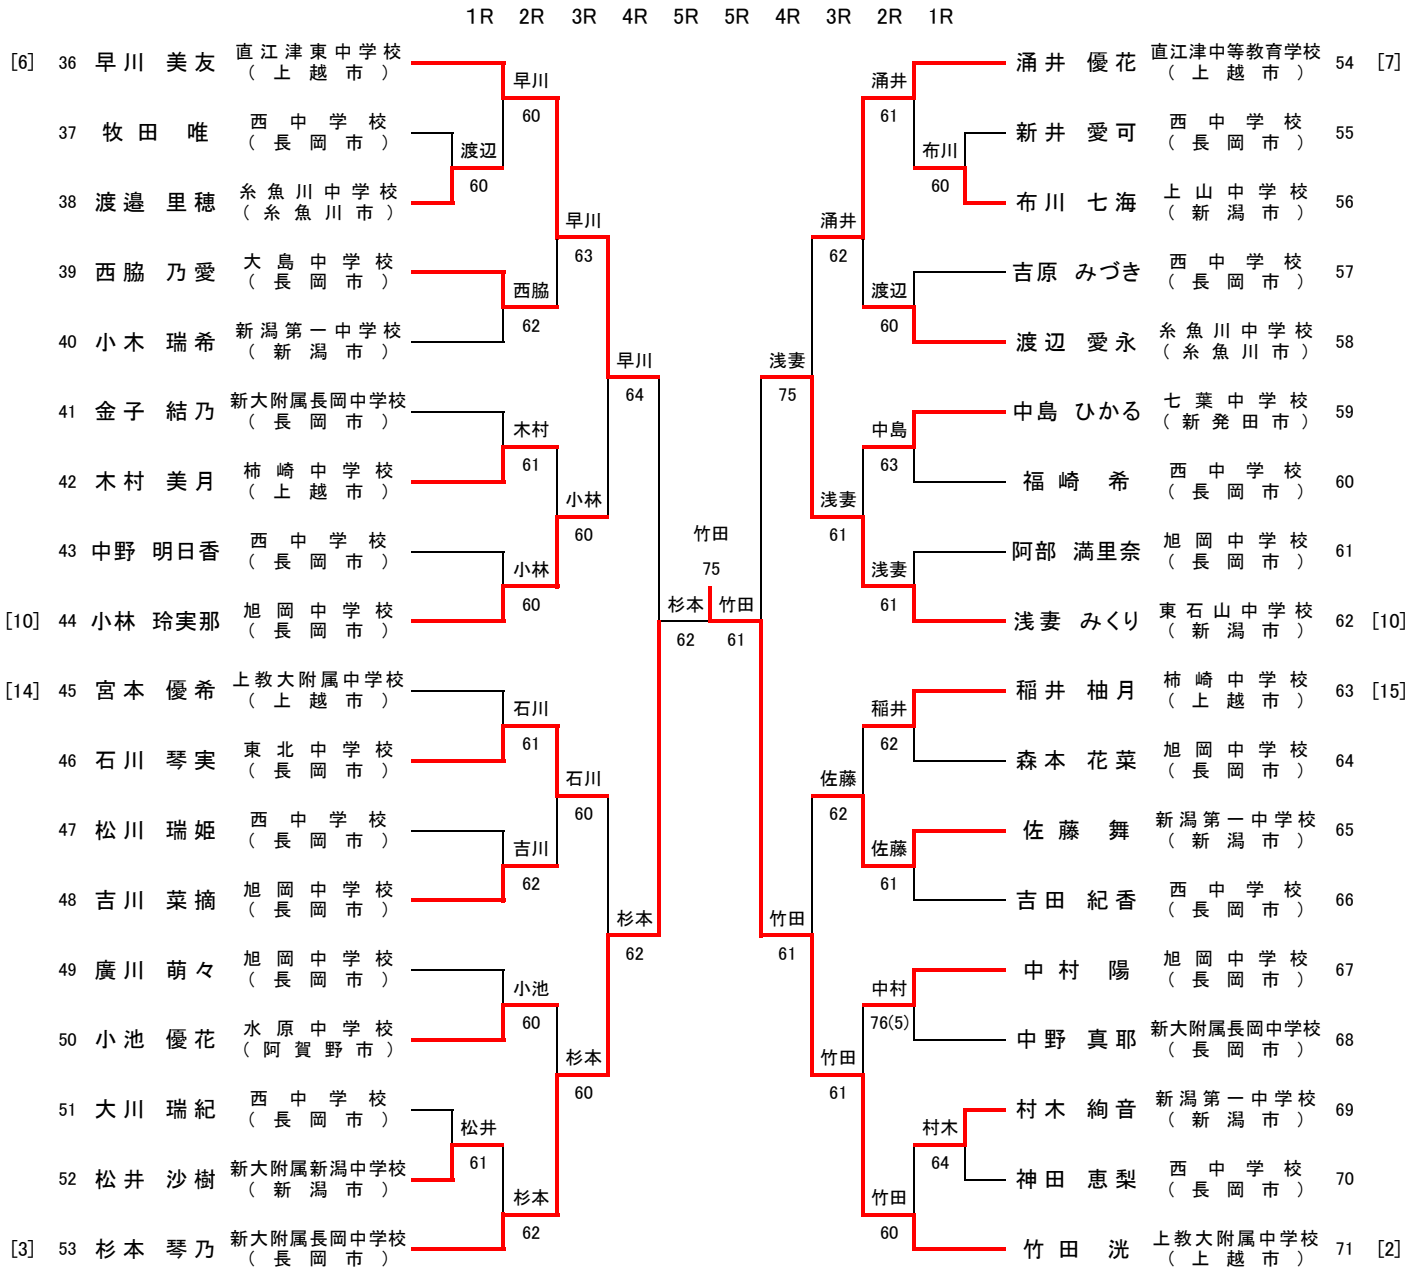 1R 2R 3R 4R 5R 5R 4R 3R 2R 1R
[6] 36 早川 美友 直江津東中学校
(上越市)
37 牧田 唯 西中学校
(長岡市)
38 渡邉 里穂 糸魚川中学校
(糸魚川市)
39 西脇 乃愛 大島中学校
(長岡市)
40 小木 瑞希 新潟第一中学校
(新潟市)
41 金子 結乃 新大附属長岡中学校
(長岡市)
42 木村 美月 柿崎中学校
(上越市)
43 中野 明日香 西中学校
(長岡市)
[10] 44 小林 玲実那 旭岡中学校
(長岡市)
[14] 45 宮本 優希 上教大附属中学校
(上越市)
46 石川 琴実 東北中学校
(長岡市)
47 松川 瑞姫 西中学校
(長岡市)
48 吉川 菜摘 旭岡中学校
(長岡市)
49 廣川 萌々 旭岡中学校
(長岡市)
50 小池 優花 水原中学校
(阿賀野市)
51 大川 瑞紀 西中学校
(長岡市)
52 松井 沙樹 新大附属新潟中学校
(新潟市)
[3] 53 杉本 琴乃 新大附属長岡中学校
(長岡市)
渡辺
60
松井
61
早川
60
西脇
62
木村
61
小林
60
石川
61
吉川
62
小池
60
杉本
62
早川
63
小林
60
石川
60
杉本
60
早川
64
杉本
62
杉本
62
竹田
75
竹田
61
浅妻
75
竹田
61
涌井
62
浅妻
61
佐藤
62
竹田
61
涌井
61
渡辺
60
中島
63
浅妻
61
稲井
62
佐藤
61
中村
76(5)
竹田
60
布川
60
村木
64
涌井 優花 直江津中等教育学校 54 [7]
(上越市)
新井 愛可 西中学校 55
(長岡市)
布川 七海 上山中学校 56
(新潟市)
吉原 みづき 西中学校 57
(長岡市)
渡辺 愛永 糸魚川中学校 58
(糸魚川市)
中島 ひかる 七葉中学校 59
(新発田市)
福崎 希 西中学校 60
(長岡市)
阿部 満里奈 旭岡中学校 61
(長岡市)
浅妻 みくり 東石山中学校 62 [10]
(新潟市)
稲井 柚月 柿崎中学校 63 [15]
(上越市)
森本 花菜 旭岡中学校 64
(長岡市)
佐藤 舞 新潟第一中学校 65
(新潟市)
吉田 紀香 西中学校 66
(長岡市)
中村 陽 旭岡中学校 67
(長岡市)
中野 真耶 新大附属長岡中学校 68
(長岡市)
村木 絢音 新潟第一中学校 69
(新潟市)
神田 恵梨 西中学校 70
(長岡市)
竹田 洸 上教大附属中学校 71 [2]
(上越市)